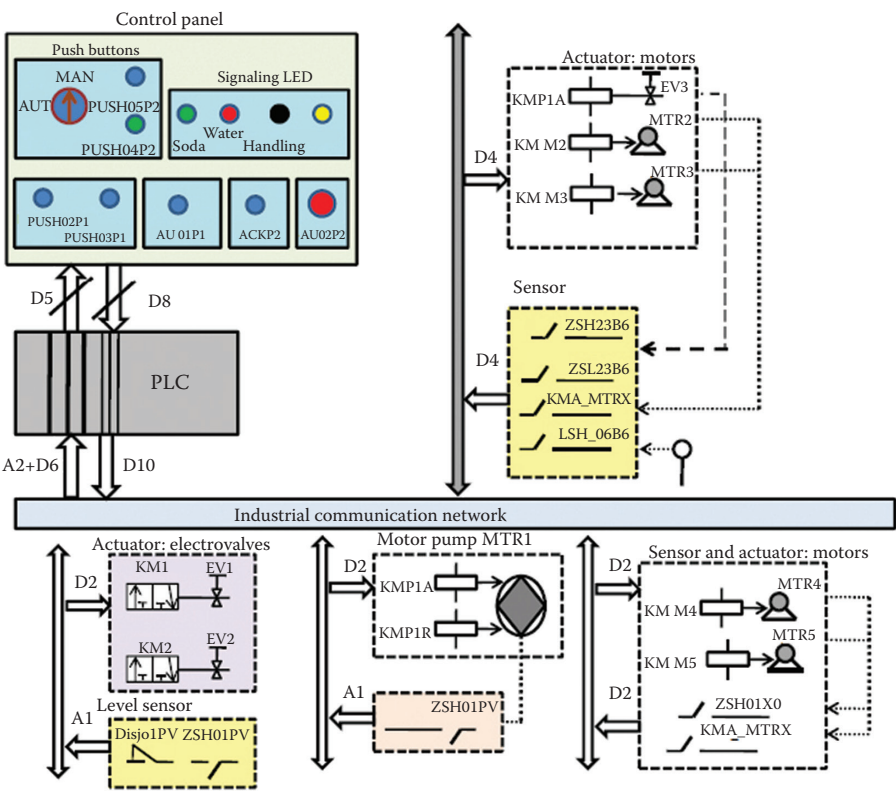 Control panel
Push buttons
MAN
AUT
PUSH05P2
PUSH04P2
Signaling LED
Soda
Water
Handling
PUSH02P1
PUSH03P1
AU 01P1
ACKP2
AU02P2
D5
D8
PLC
A2+D6
D10
Actuator: motors
KMP1A
EV3
MTR2
KM M2
MTR3
KM M3
D4
Sensor
ZSH23B6
ZSL23B6
KMA_MTRX
LSH_06B6
D4
Industrial communication network
Actuator: electrovalves
KM1
EV1
D2
KM2
EV2
Level sensor
A1
Disjo1PV
ZSH01PV
Motor pump MTR1
D2
KMP1A
KMP1R
A1
ZSH01PV
Sensor and actuator: motors
D2
MTR4
KM M4
MTR5
KM M5
D2
ZSH01X0
KMA_MTRX